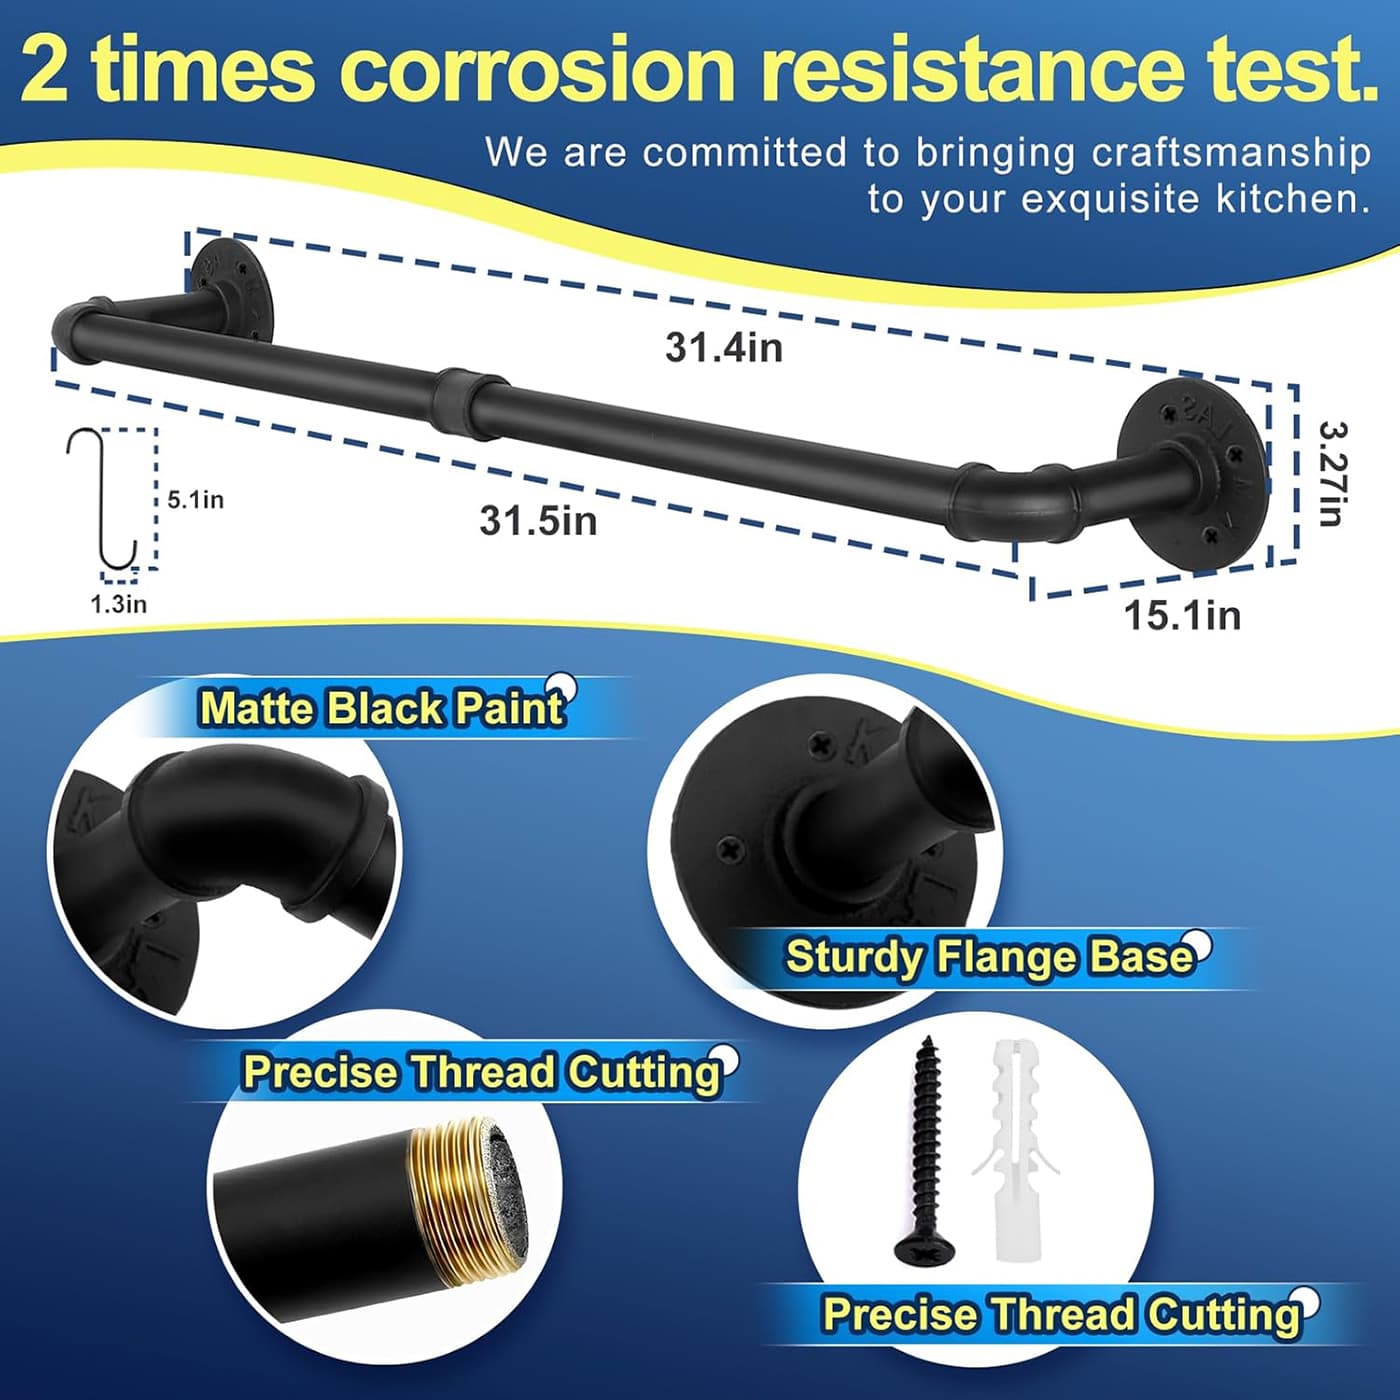 2 times corrosion resistance test.
We are committed to bringing craftsmanship
to your exquisite kitchen.
31.4in
3.27in
5.1in
31.5in
1.3in
15.1in
Matte Black Paint
Sturdy Flange Base
Precise Thread Cutting
Precise Thread Cutting